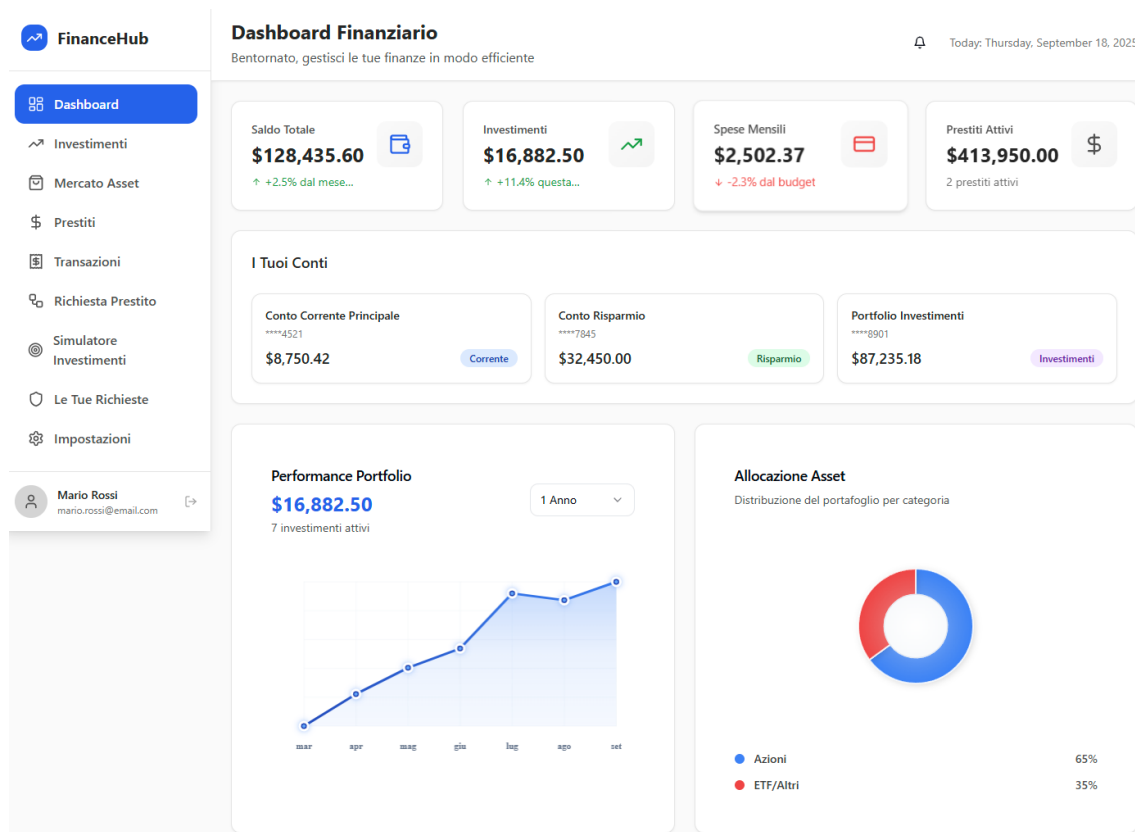 FinanceHub
Dashboard
Investimenti
Mercato Asset
Prestiti
Transazioni
Richiesta Prestito
Simulatore
Investimenti
Le Tue Richieste
Impostazioni
Mario Rossi
mario.rossi@email.com
Dashboard Finanziario
Bentornato, gestisci le tue finanze in modo efficiente
Today: Thursday, September 18, 2025
Saldo Totale
$128,435.60
↑ +2.5% dal mese...
Investimenti
$16,882.50
↑ +11.4% questa...
Spese Mensili
$2,502.37
↓ -2.3% dal budget
Prestiti Attivi
$413,950.00
2 prestiti attivi
I Tuoi Conti
Conto Corrente Principale
****4521
$8,750.42 Corrente
Conto Risparmio
****7845
$32,450.00 Risparmio
Portfolio Investimenti
****8901
$87,235.18 Investimenti
Performance Portfolio
$16,882.50
7 investimenti attivi
1 Anno
mar apr mag giu lug ago set
Allocazione Asset
Distribuzione del portafoglio per categoria
Azioni 65%
ETF/Altri 35%